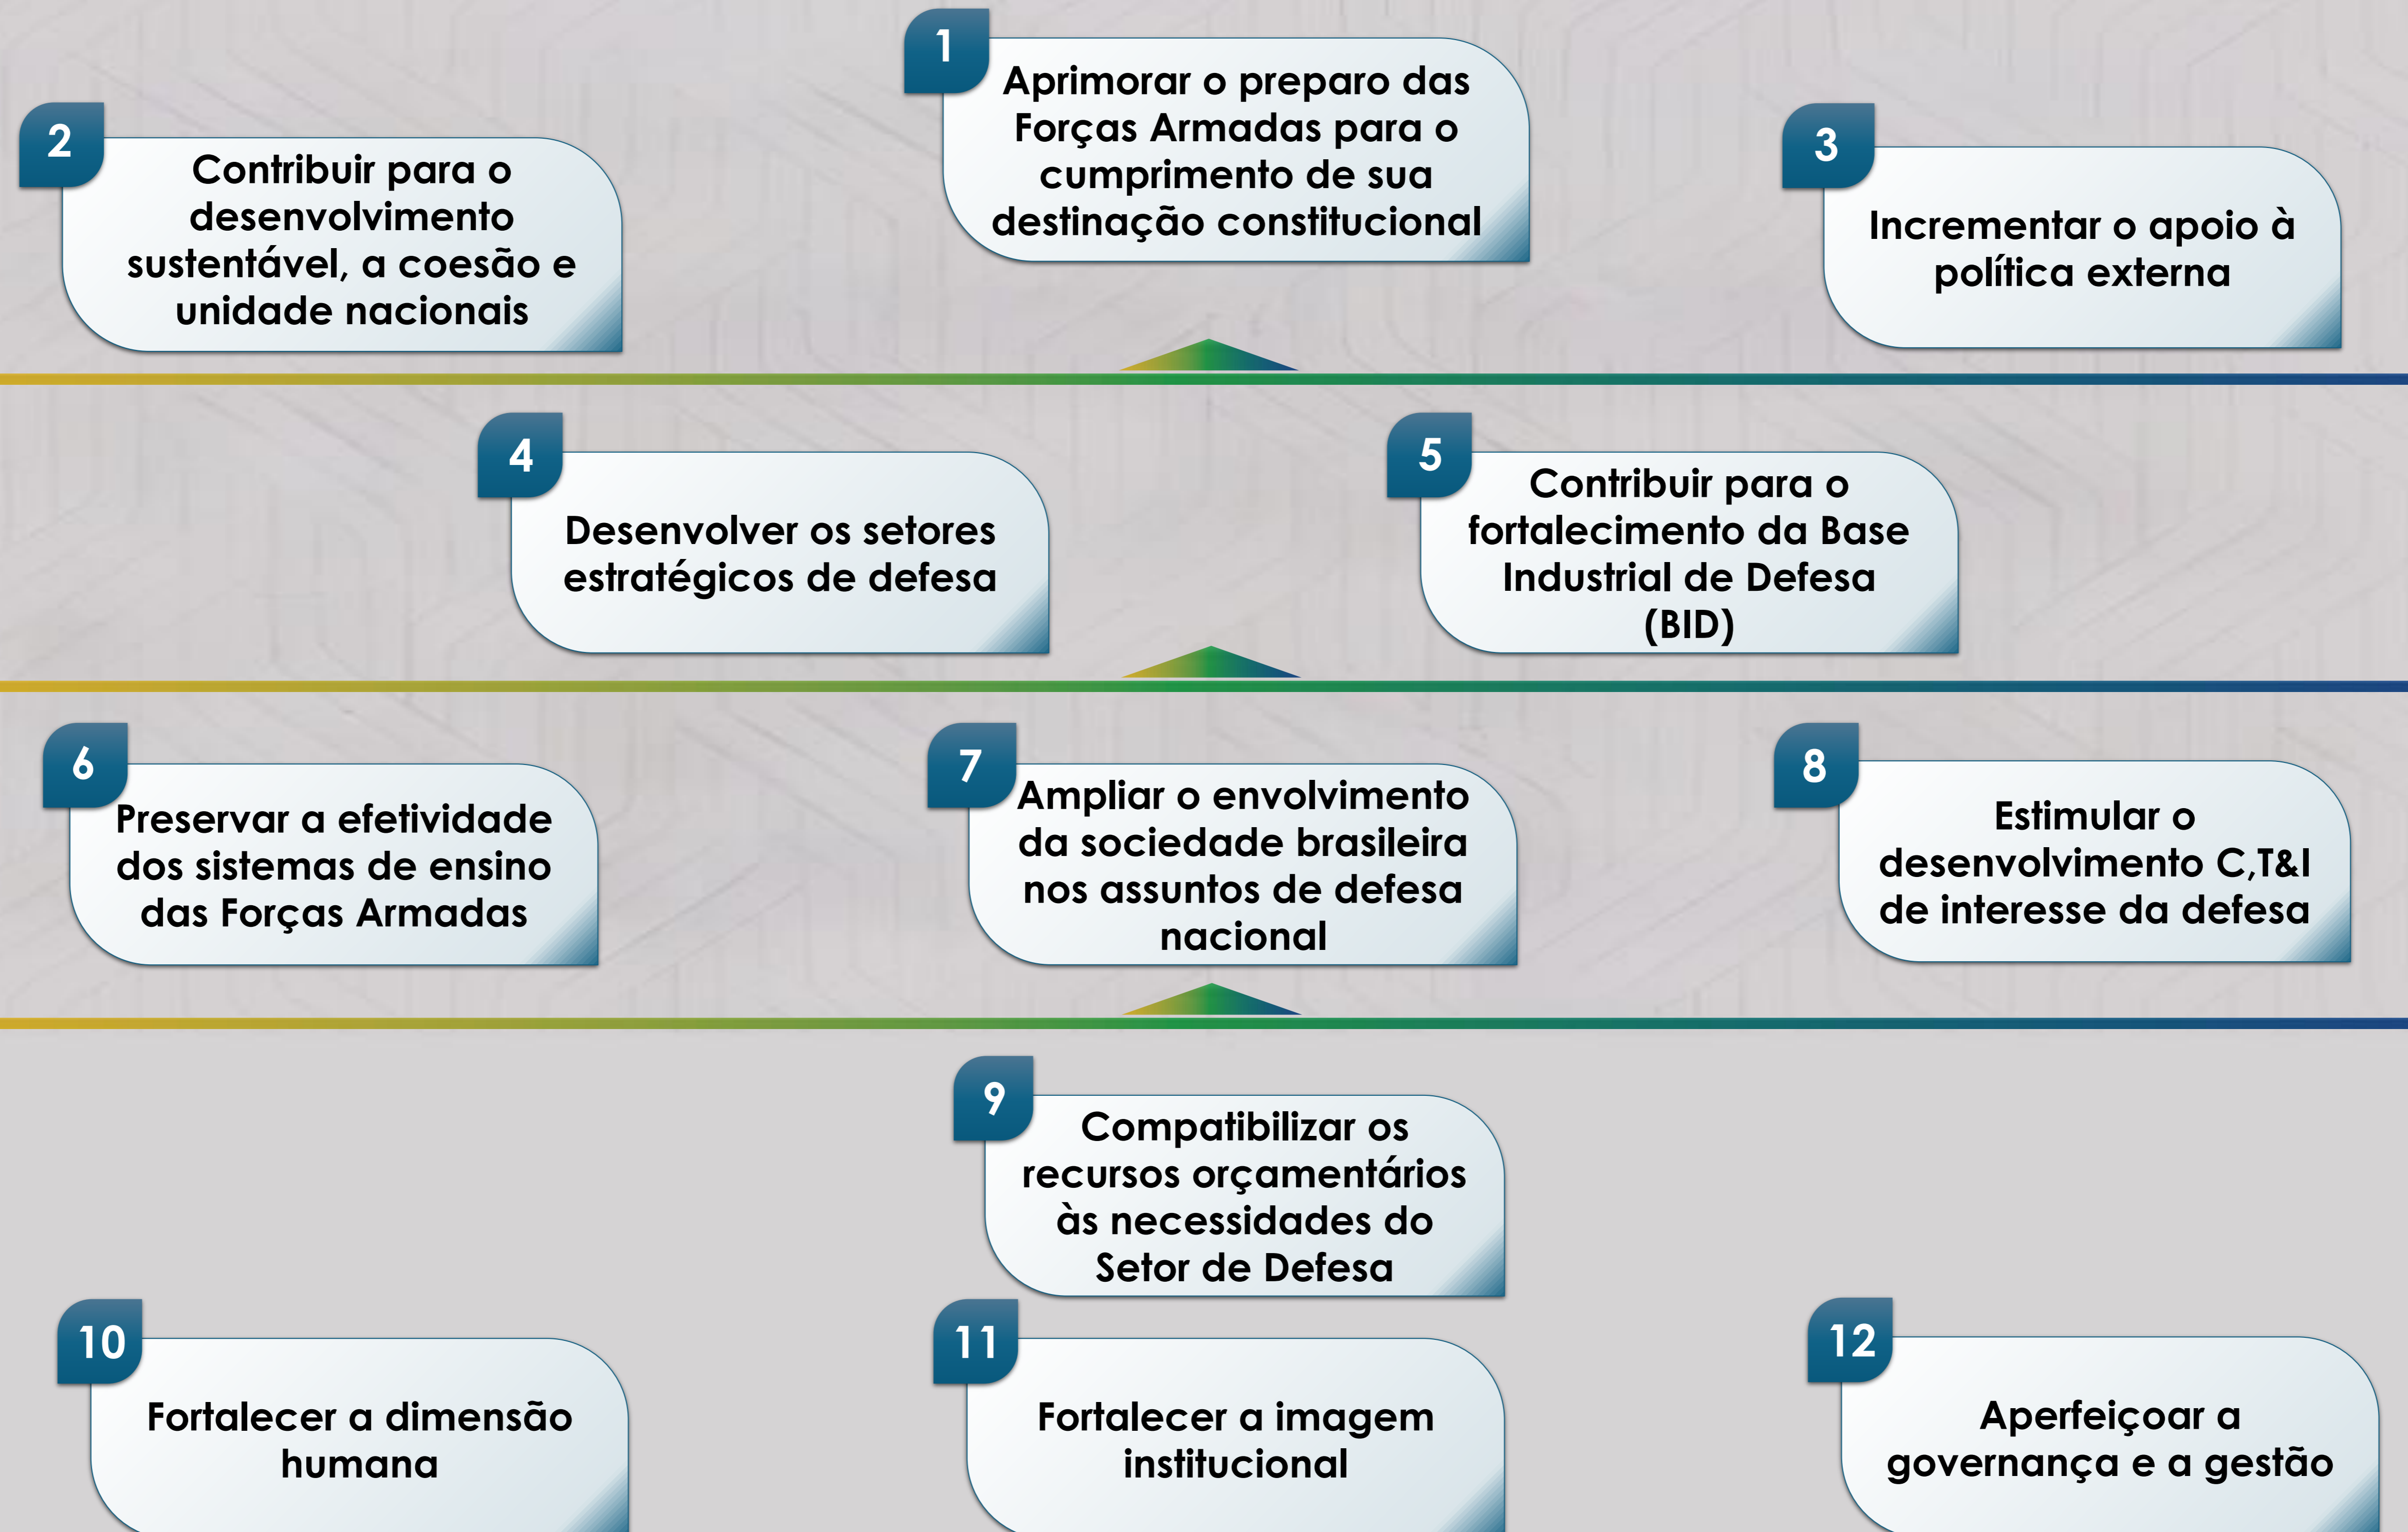 1
Aprimorar o preparo das
Forças Armadas para o
cumprimento de sua
destinação constitucional
2
Contribuir para o
desenvolvimento
sustentável, a coesão e
unidade nacionais
3
Incrementar o apoio à
política externa
4
Desenvolver os setores
estratégicos de defesa
5
Contribuir para o
fortalecimento da Base
Industrial de Defesa
(BID)
6
Preservar a efetividade
dos sistemas de ensino
das Forças Armadas
7
Ampliar o envolvimento
da sociedade brasileira
nos assuntos de defesa
nacional
8
Estimular o
desenvolvimento C,T&I
de interesse da defesa
9
Compatibilizar os
recursos orçamentários
às necessidades do
Setor de Defesa
10
Fortalecer a dimensão
humana
11
Fortalecer a imagem
institucional
12
Aperfeiçoar a
governança e a gestão